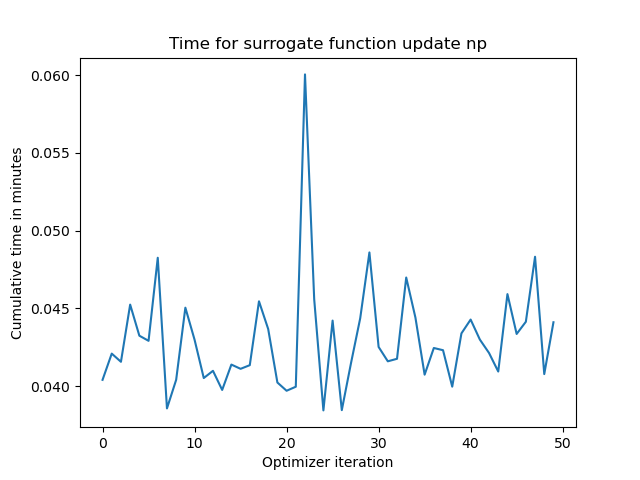 Time for surrogate function update np
Cumulative time in minutes
0.060
0.055
0.050
0.045
0.040
0 10 20 30 40 50
Optimizer iteration